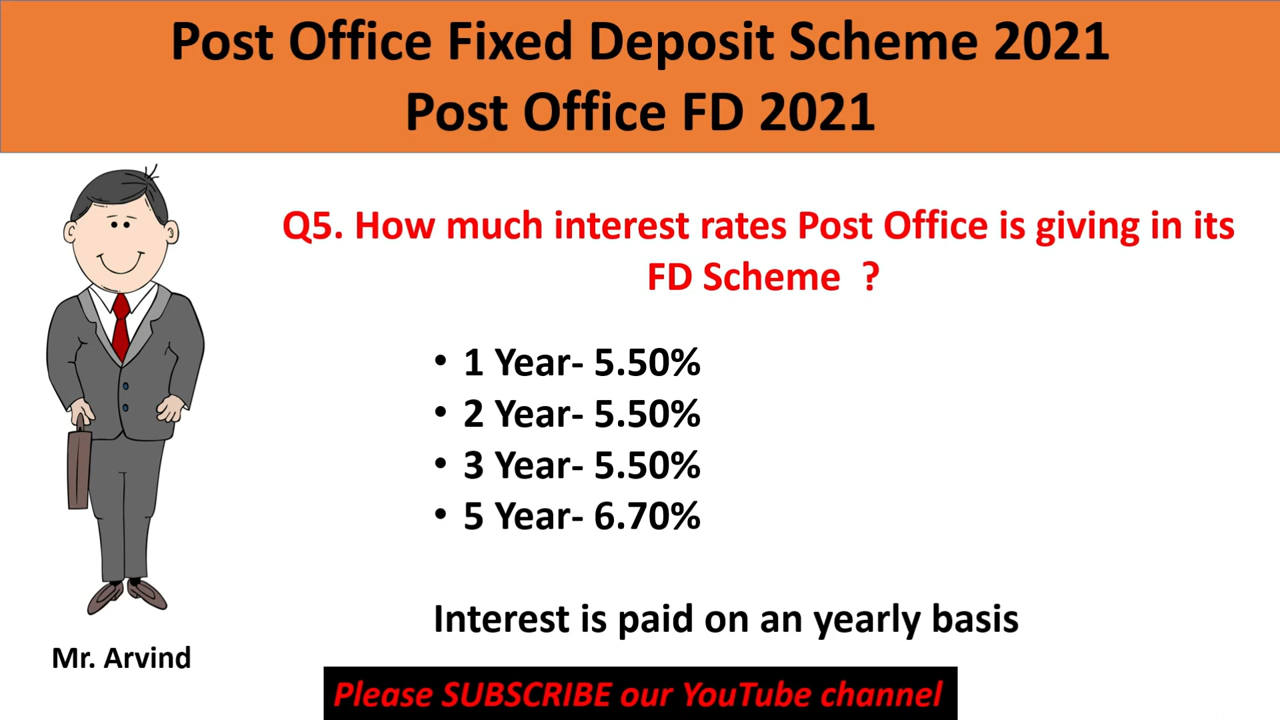 Post Office Fixed Deposit Scheme 2021
Post Office FD 2021
Q5. How much interest rates Post Office is giving in its
FD Scheme ?
• 1 Year- 5.50%
• 2 Year- 5.50%
• 3 Year- 5.50%
• 5 Year- 6.70%
Interest is paid on an yearly basis
Mr. Arvind
Please SUBSCRIBE our YouTube channel